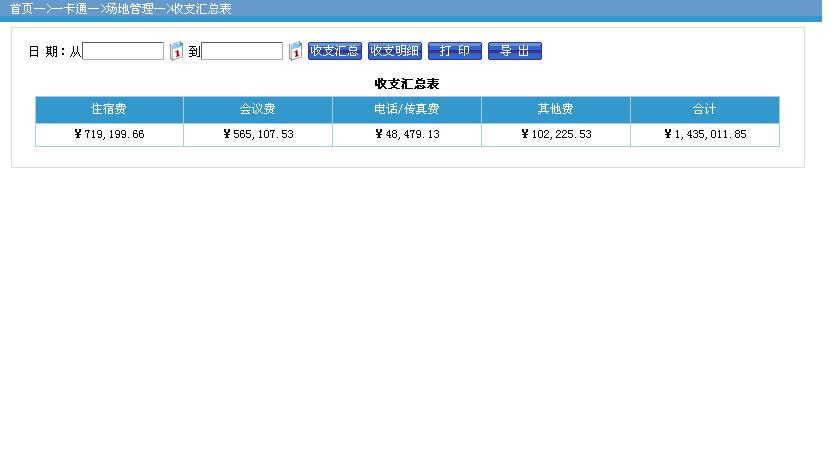 首页—>一卡通—>场地管理—>收支汇总表
日 期：从 到 收支汇总 收支明细 打 印 导 出
收支汇总表
住宿费 会议费 电话/传真费 其他费 合计
¥719,199.66 ¥565,107.53 ¥48,479.13 ¥102,225.53 ¥1,435,011.85